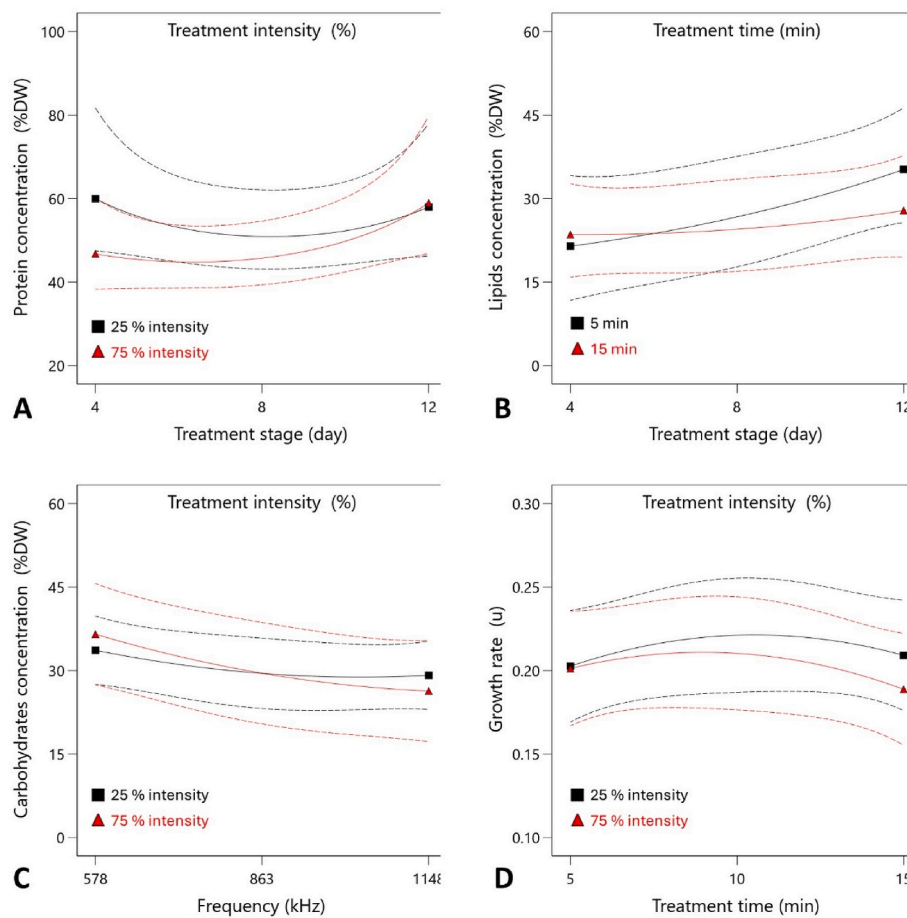 Treatment intensity (%)
Protein concentration (%DW)
100
80
60
40
20
25 % intensity
75 % intensity
4
8
12
A
Treatment stage (day)
Treatment time (min)
Lipids concentration (%DW)
60
45
30
15
0
5 min
15 min
4
8
12
B
Treatment stage (day)
Treatment intensity (%)
Carbohydrates concentration (%DW)
60
45
30
15
0
25 % intensity
75 % intensity
578
863
1148
C
Frequency (kHz)
Treatment intensity (%)
Growth rate (u)
0.30
0.25
0.20
0.15
0.10
25 % intensity
75 % intensity
5
10
15
D
Treatment time (min)